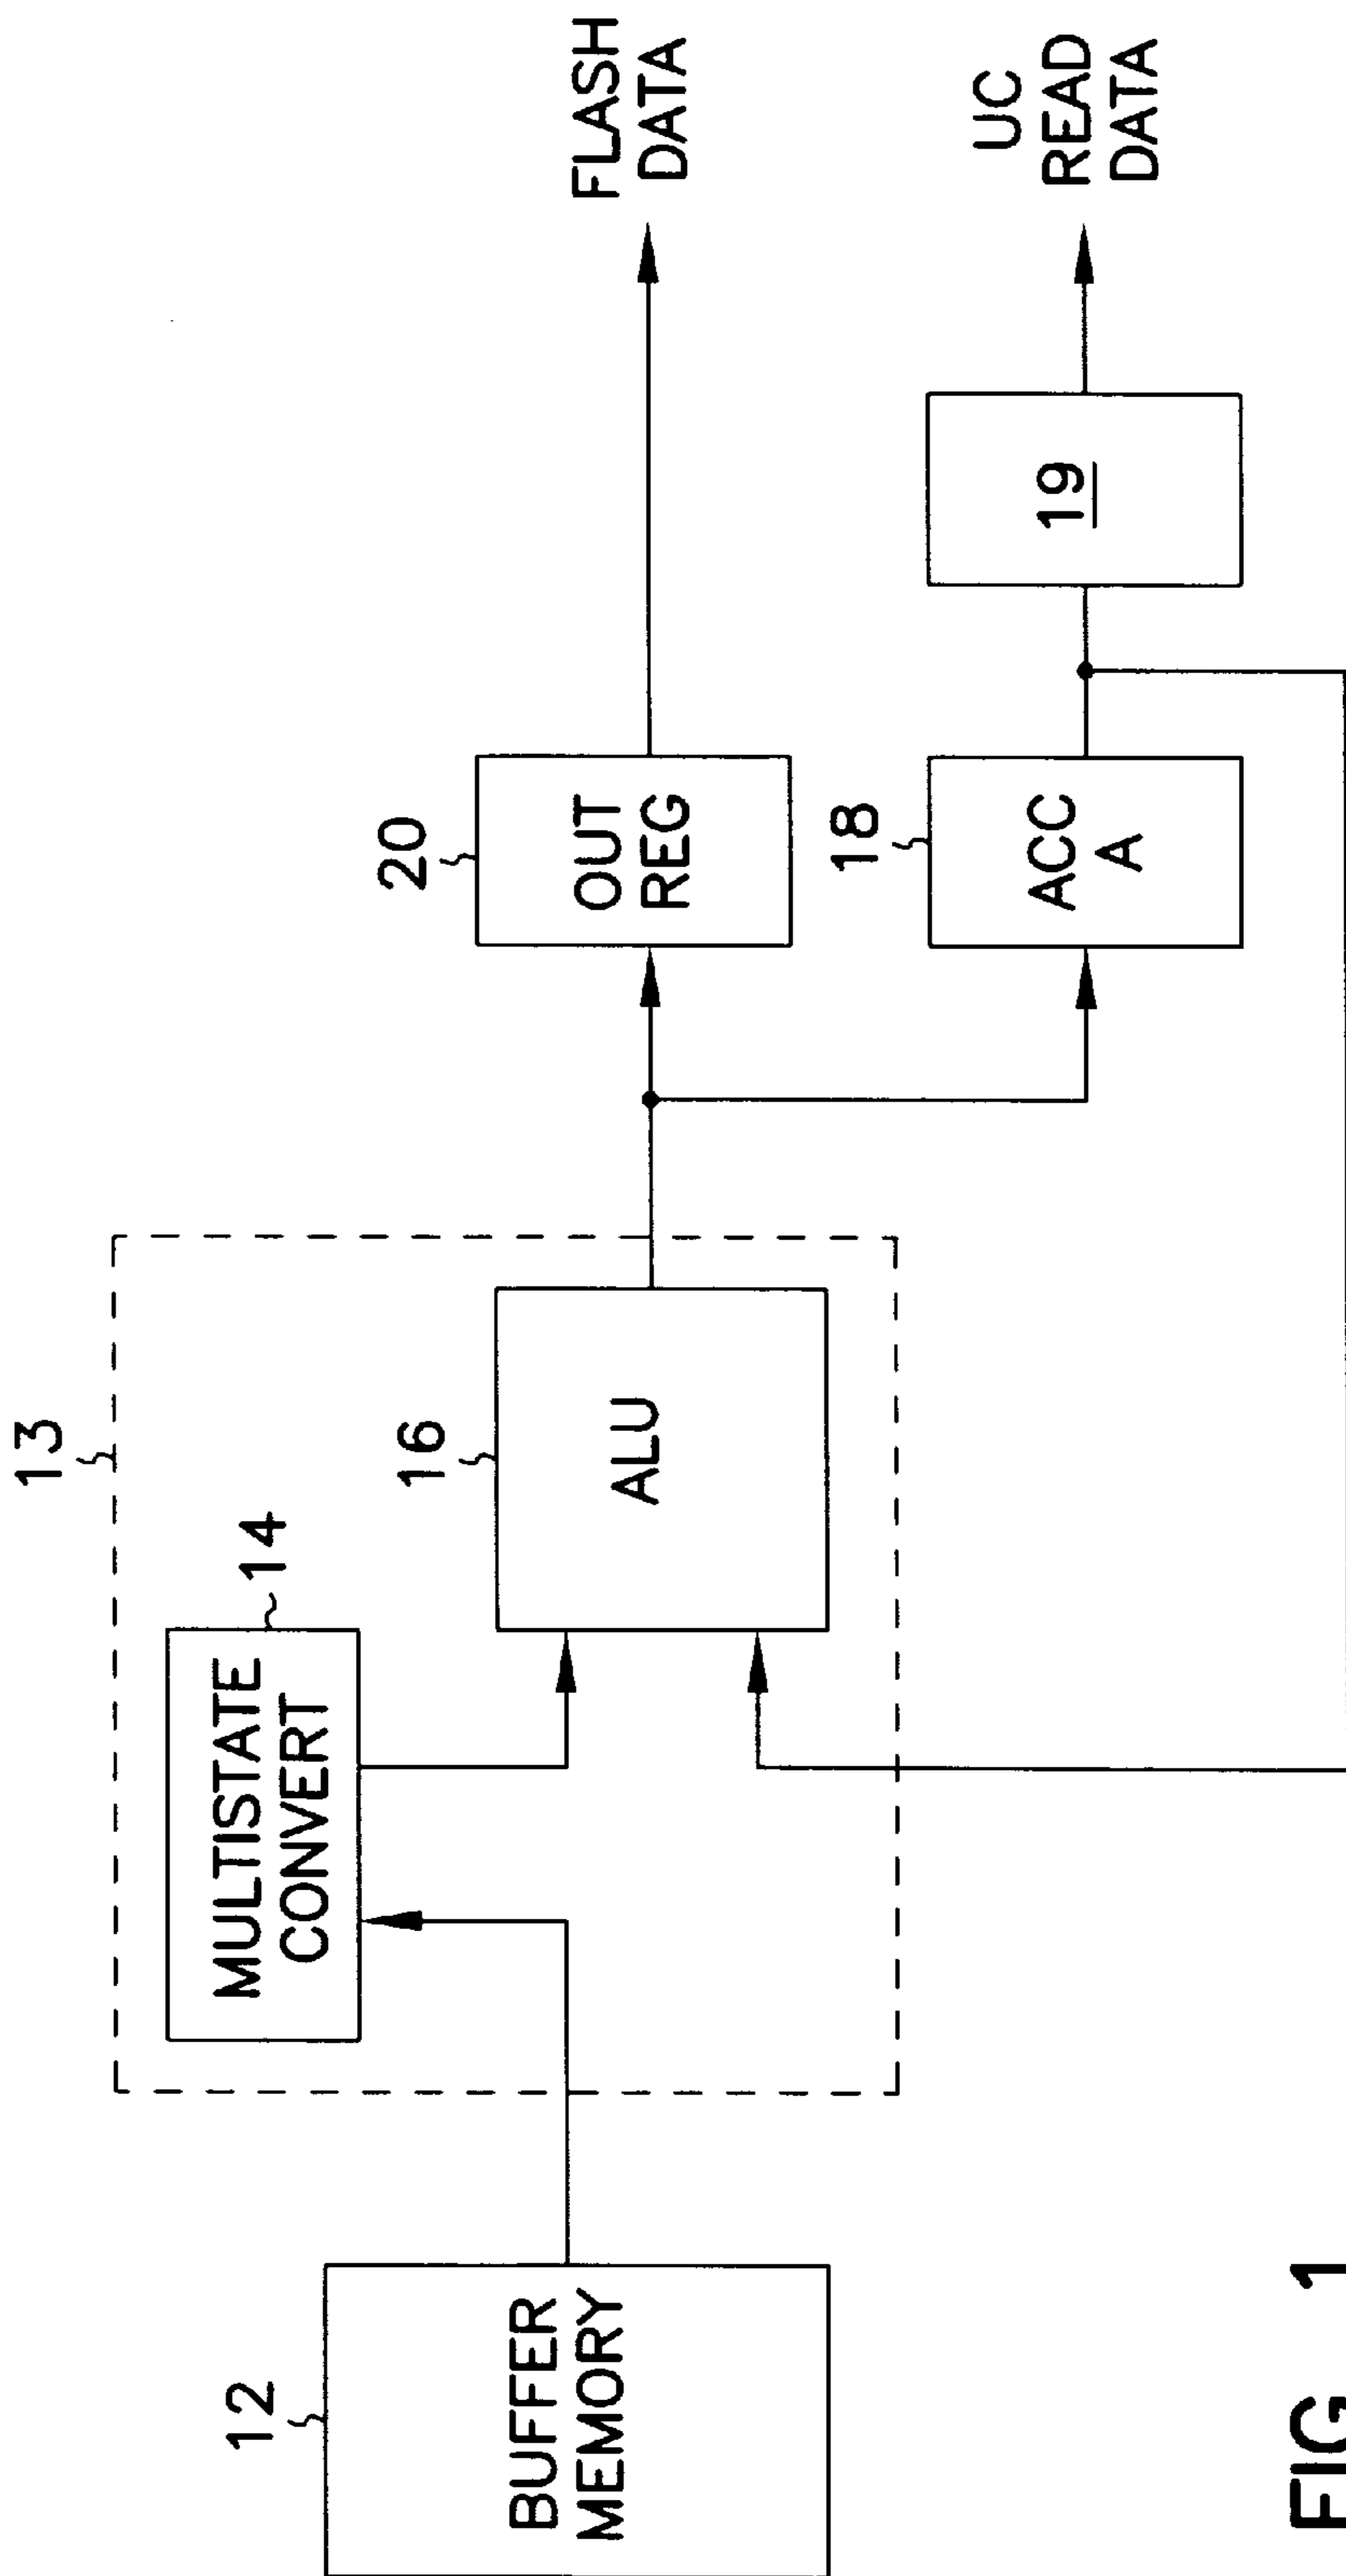 12
BUFFER
MEMORY
13
14
MULTISTATE
CONVERT
16
ALU
20
OUT
REG
FLASH
DATA
18
ACC
A
19
UC
READ
DATA
FIG 1